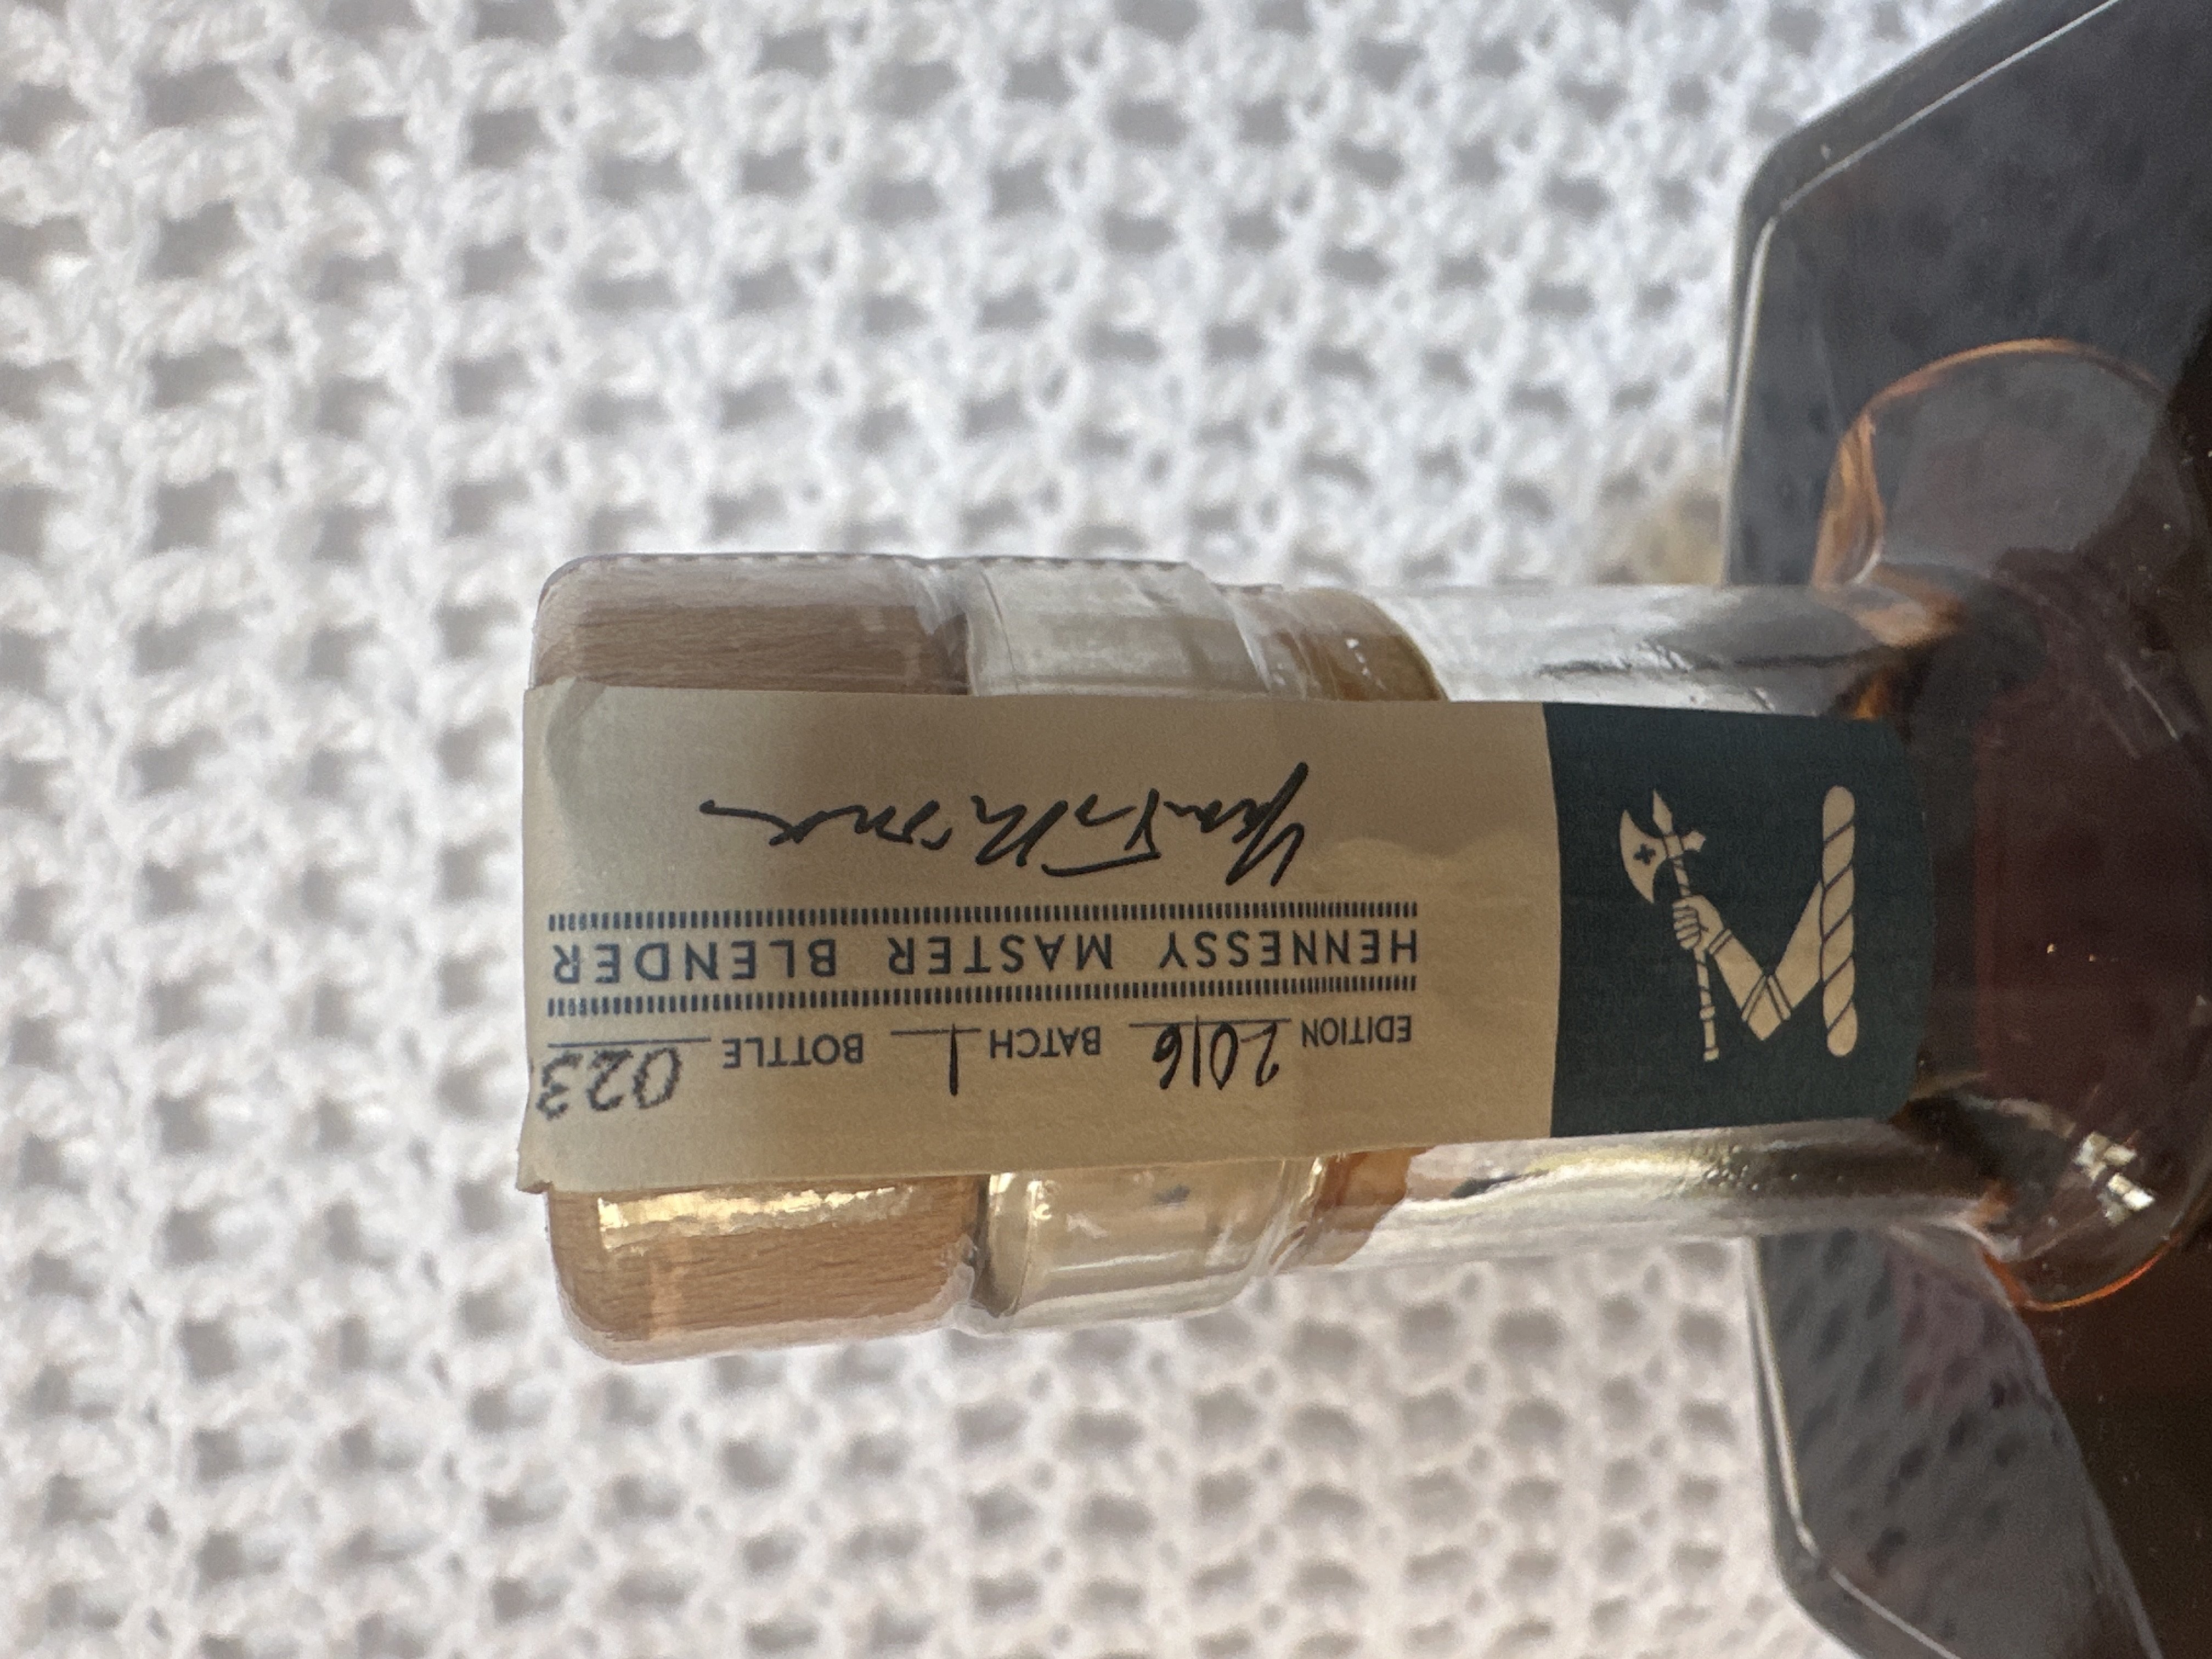 EDITION 2016 BATCH 1 BOTTLE 023
HENNESSY MASTER BLENDER